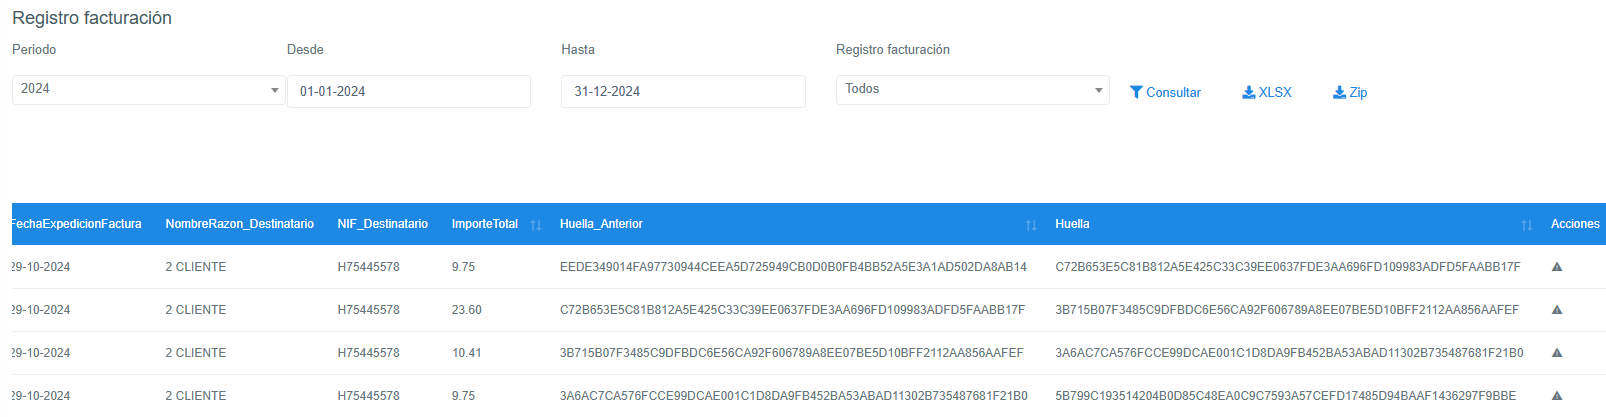 Registro facturación
Periodo Desde Hasta Registro facturación
2024 01-01-2024 31-12-2024 Todos Consultar XLSX Zip
FechaExpedicionFactura NombreRazon_Destinatario NIF_Destinatario ImporteTotal Huella_Anterior Huella Acciones
29-10-2024 2 CLIENTE H75445578 9.75 EEDE349014FA97730944CEEA5D725949CB0D0B0FB4BB52A5E3A1AD502DA8AB14 C72B653E5C81B812A5E425C33C39EE0637FDE3AA696FD109983ADFD5FAABB17F
29-10-2024 2 CLIENTE H75445578 23.60 C72B653E5C81B812A5E425C33C39EE0637FDE3AA696FD109983ADFD5FAABB17F 3B715B07F3485C9DFBDC6E56CA92F606789A8EE07BE5D10BFF2112AA856AAFEF
29-10-2024 2 CLIENTE H75445578 10.41 3B715B07F3485C9DFBDC6E56CA92F606789A8EE07BE5D10BFF2112AA856AAFEF 3A6AC7CA576FCCE99DCAE001C1D8DA9FB452BA53ABAD11302B735487681F21B0
29-10-2024 2 CLIENTE H75445578 9.75 3A6AC7CA576FCCE99DCAE001C1D8DA9FB452BA53ABAD11302B735487681F21B0 5B799C193514204B0D85C48EA0C9C7593A57CEFD17485D94BAAF1436297F9BBE